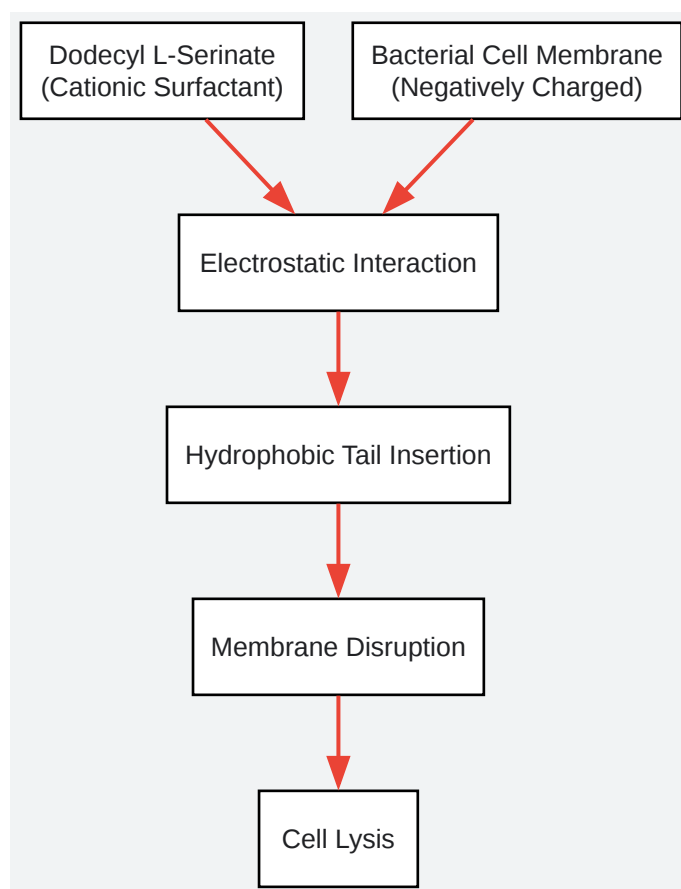 Dodecyl L-Serinate
(Cationic Surfactant)
Bacterial Cell Membrane
(Negatively Charged)
Electrostatic Interaction
Hydrophobic Tail Insertion
Membrane Disruption
Cell Lysis